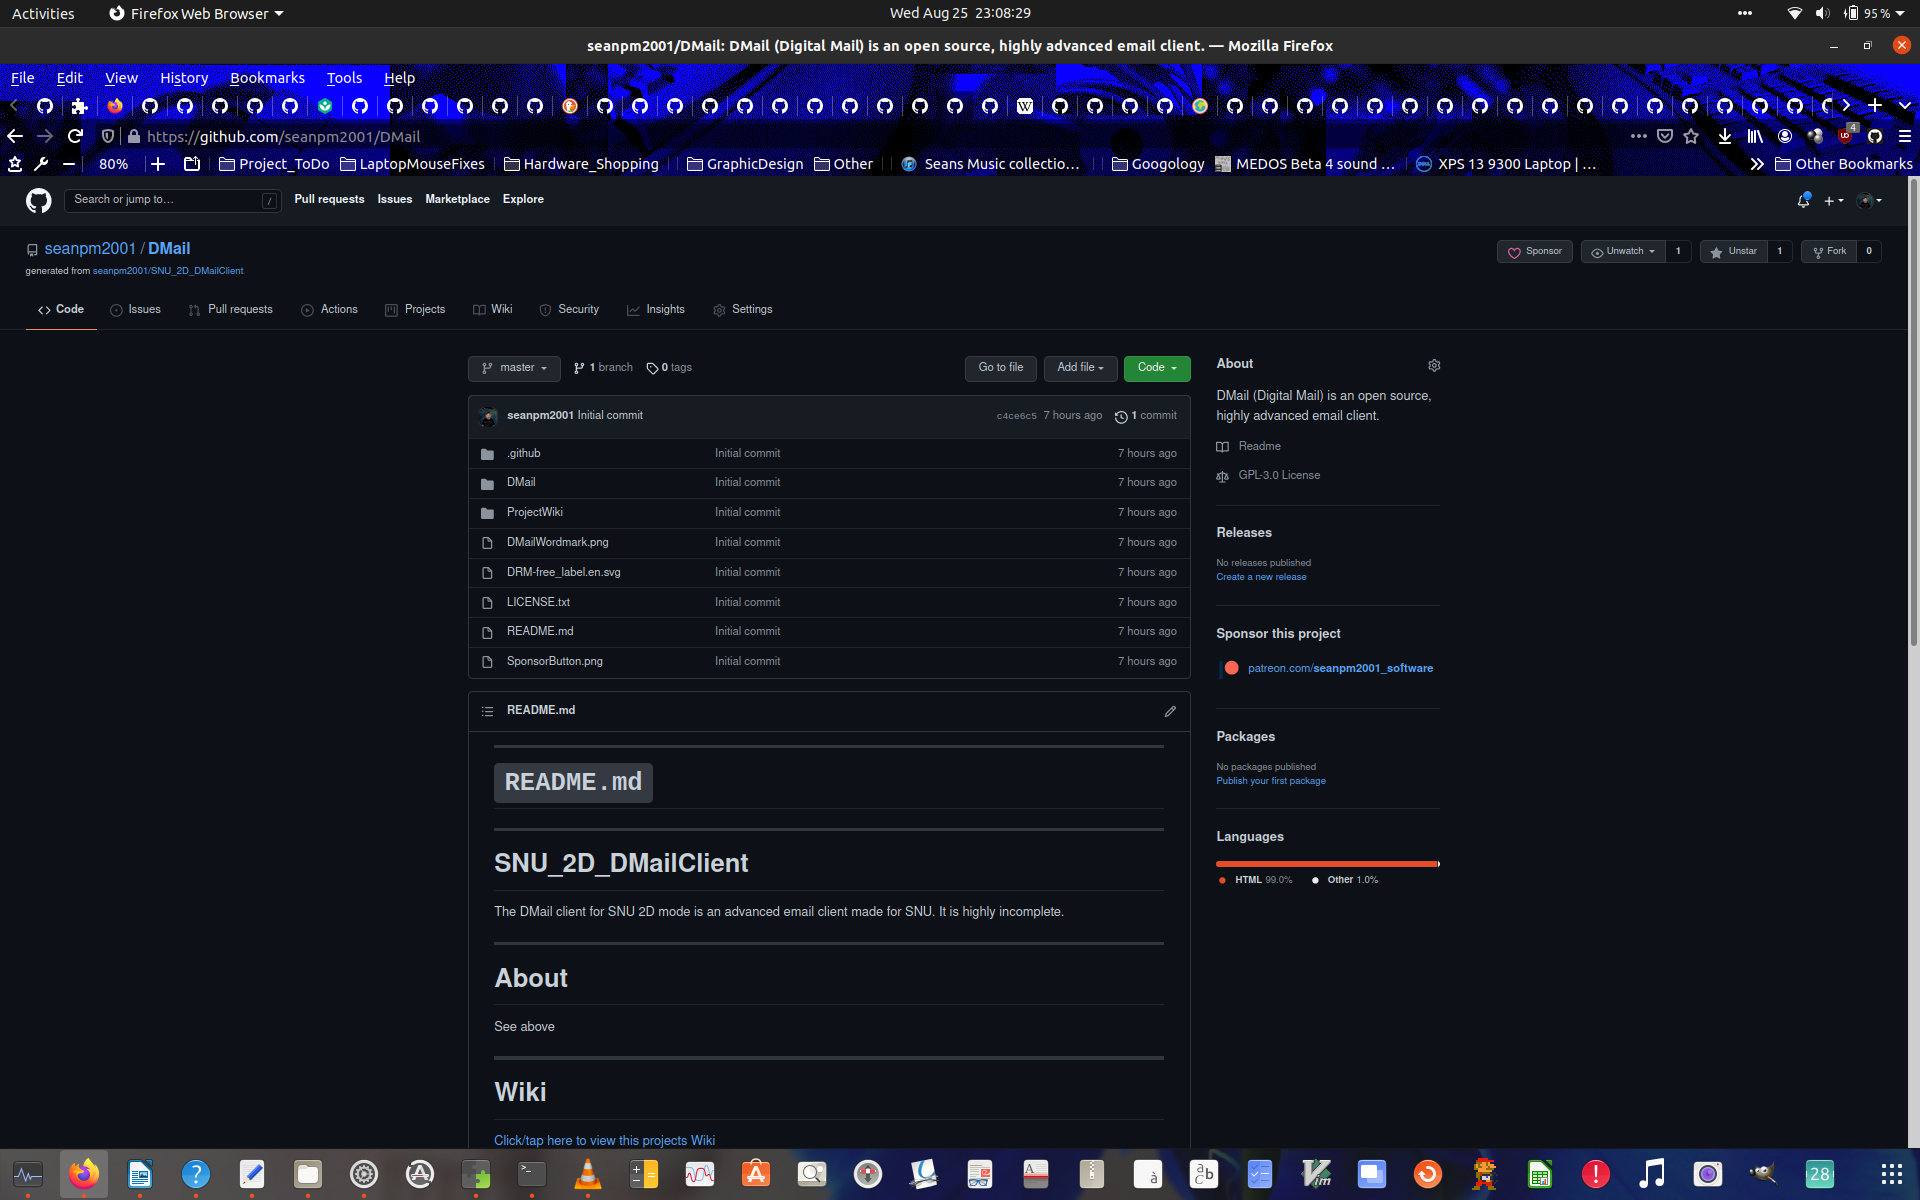 Activities Firefox Web Browser Wed Aug 25 23:08:29 95 %
seanpm2001/DMail: DMail (Digital Mail) is an open source, highly advanced email client. — Mozilla Firefox
File Edit View History Bookmarks Tools Help
https://github.com/seanpm2001/DMail 4
80% Project_ToDo LaptopMouseFixes Hardware_Shopping GraphicDesign Other Seans Music collectio… Googology MEDOS Beta 4 sound … XPS 13 9300 Laptop | … Other Bookmarks
Search or jump to… / Pull requests Issues Marketplace Explore
seanpm2001 / DMail Sponsor Unwatch 1 Unstar 1 Fork 0
generated from seanpm2001/SNU_2D_DMailClient
Code Issues Pull requests Actions Projects Wiki Security Insights Settings
master 1 branch 0 tags Go to file Add file Code
seanpm2001 Initial commit c4ce6c5 7 hours ago 1 commit
.github Initial commit 7 hours ago
DMail Initial commit 7 hours ago
ProjectWiki Initial commit 7 hours ago
DMailWordmark.png Initial commit 7 hours ago
DRM-free_label.en.svg Initial commit 7 hours ago
LICENSE.txt Initial commit 7 hours ago
README.md Initial commit 7 hours ago
SponsorButton.png Initial commit 7 hours ago
README.md
README.md
SNU_2D_DMailClient
The DMail client for SNU 2D mode is an advanced email client made for SNU. It is highly incomplete.
About
See above
Wiki
Click/tap here to view this projects Wiki
About
DMail (Digital Mail) is an open source,
highly advanced email client.
Readme
GPL-3.0 License
Releases
No releases published
Create a new release
Sponsor this project
patreon.com/seanpm2001_software
Packages
No packages published
Publish your first package
Languages
HTML 99.0% Other 1.0%
28